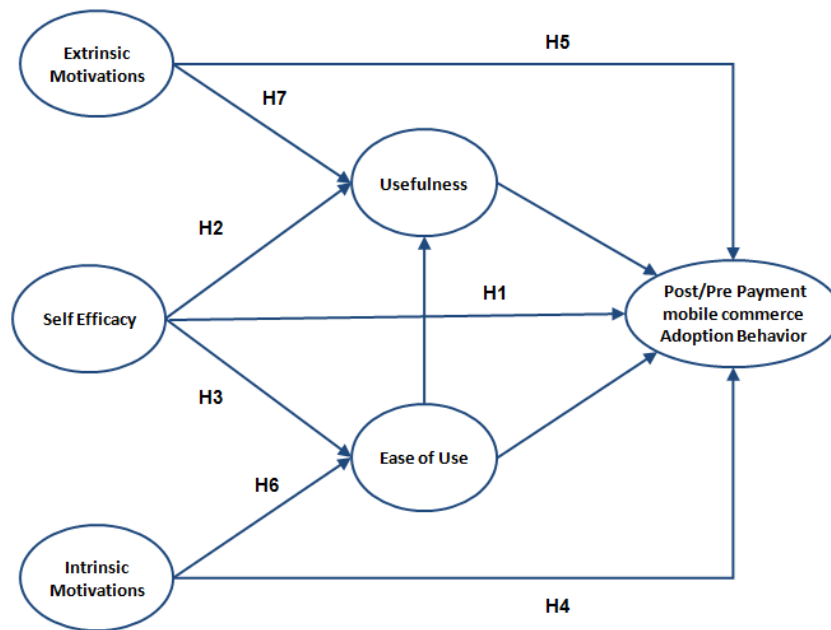 H5
Extrinsic
Motivations
H7
Usefulness
H2
H1
Post/Pre Payment
mobile commerce
Adoption Behavior
Self Efficacy
H3
Ease of Use
H6
Intrinsic
Motivations
H4